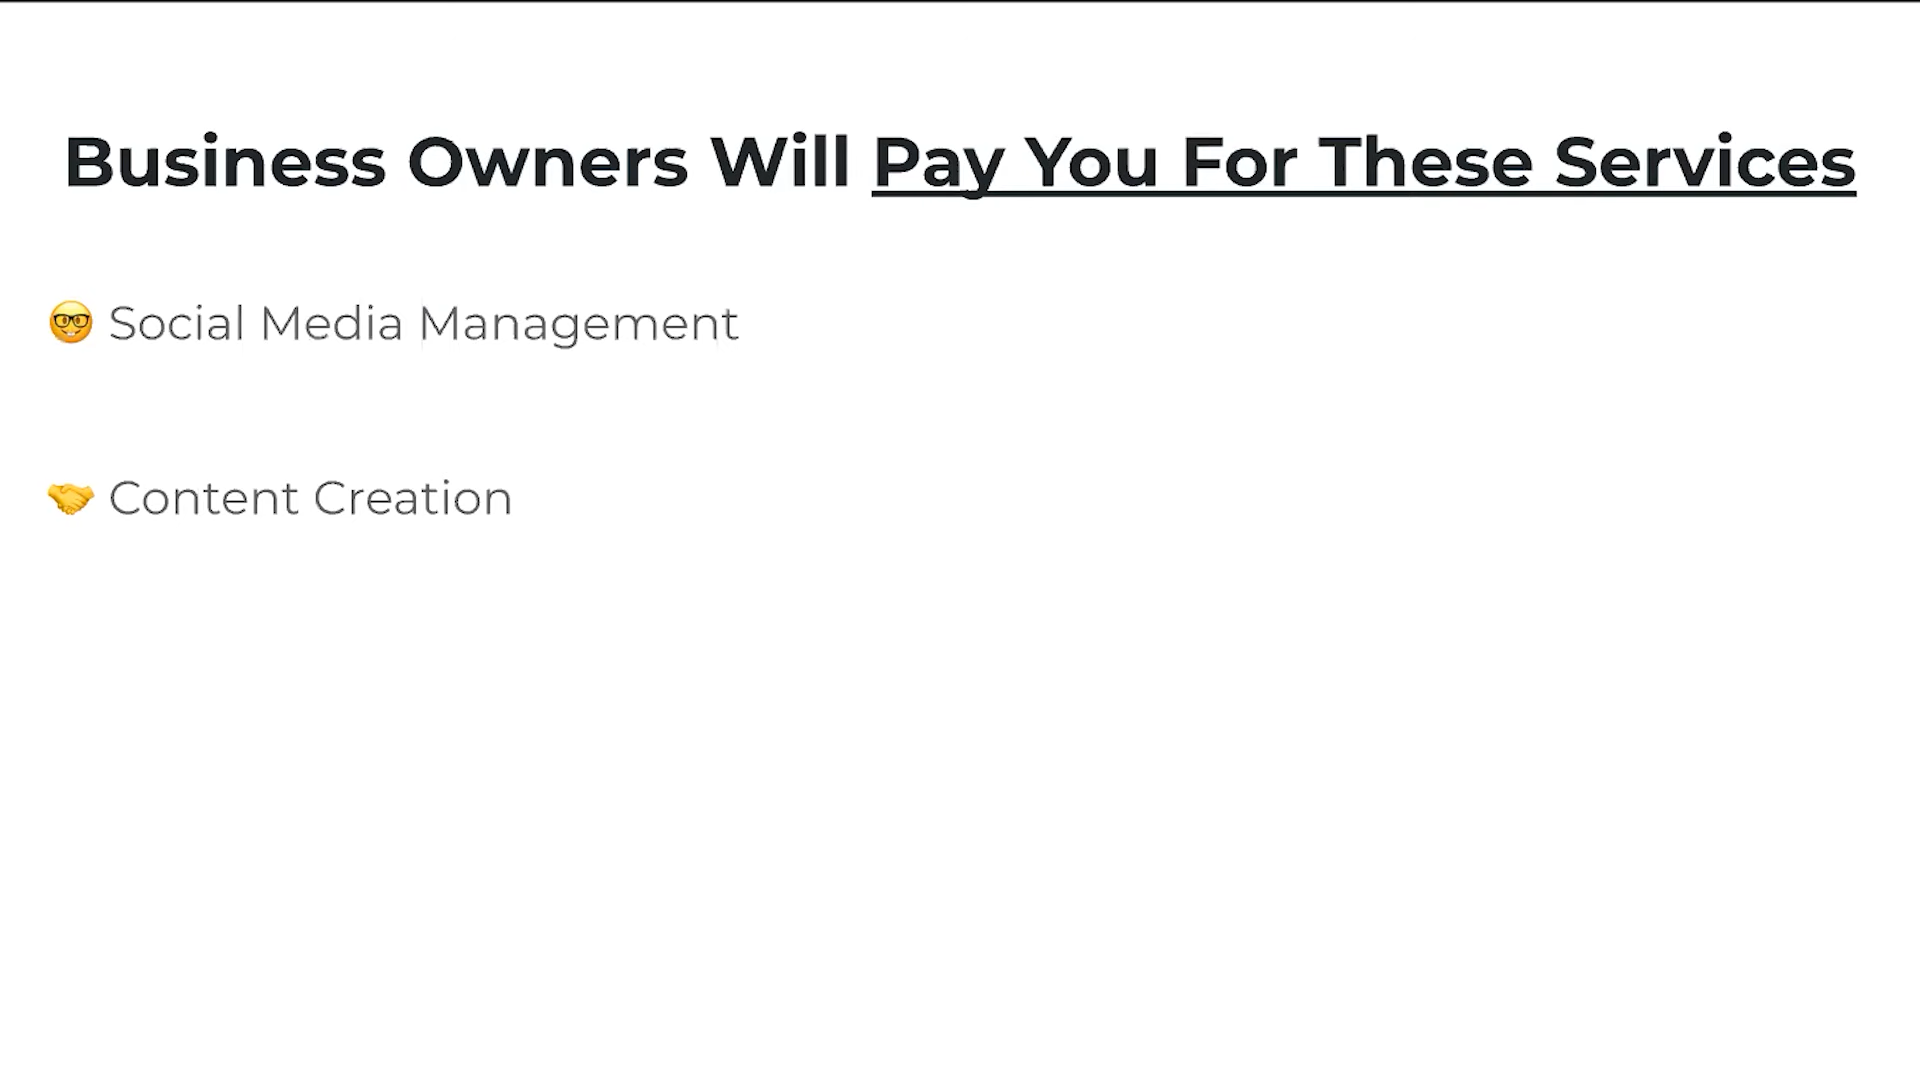 Business Owners Will Pay You For These Services
🤓 Social Media Management
🤝 Content Creation